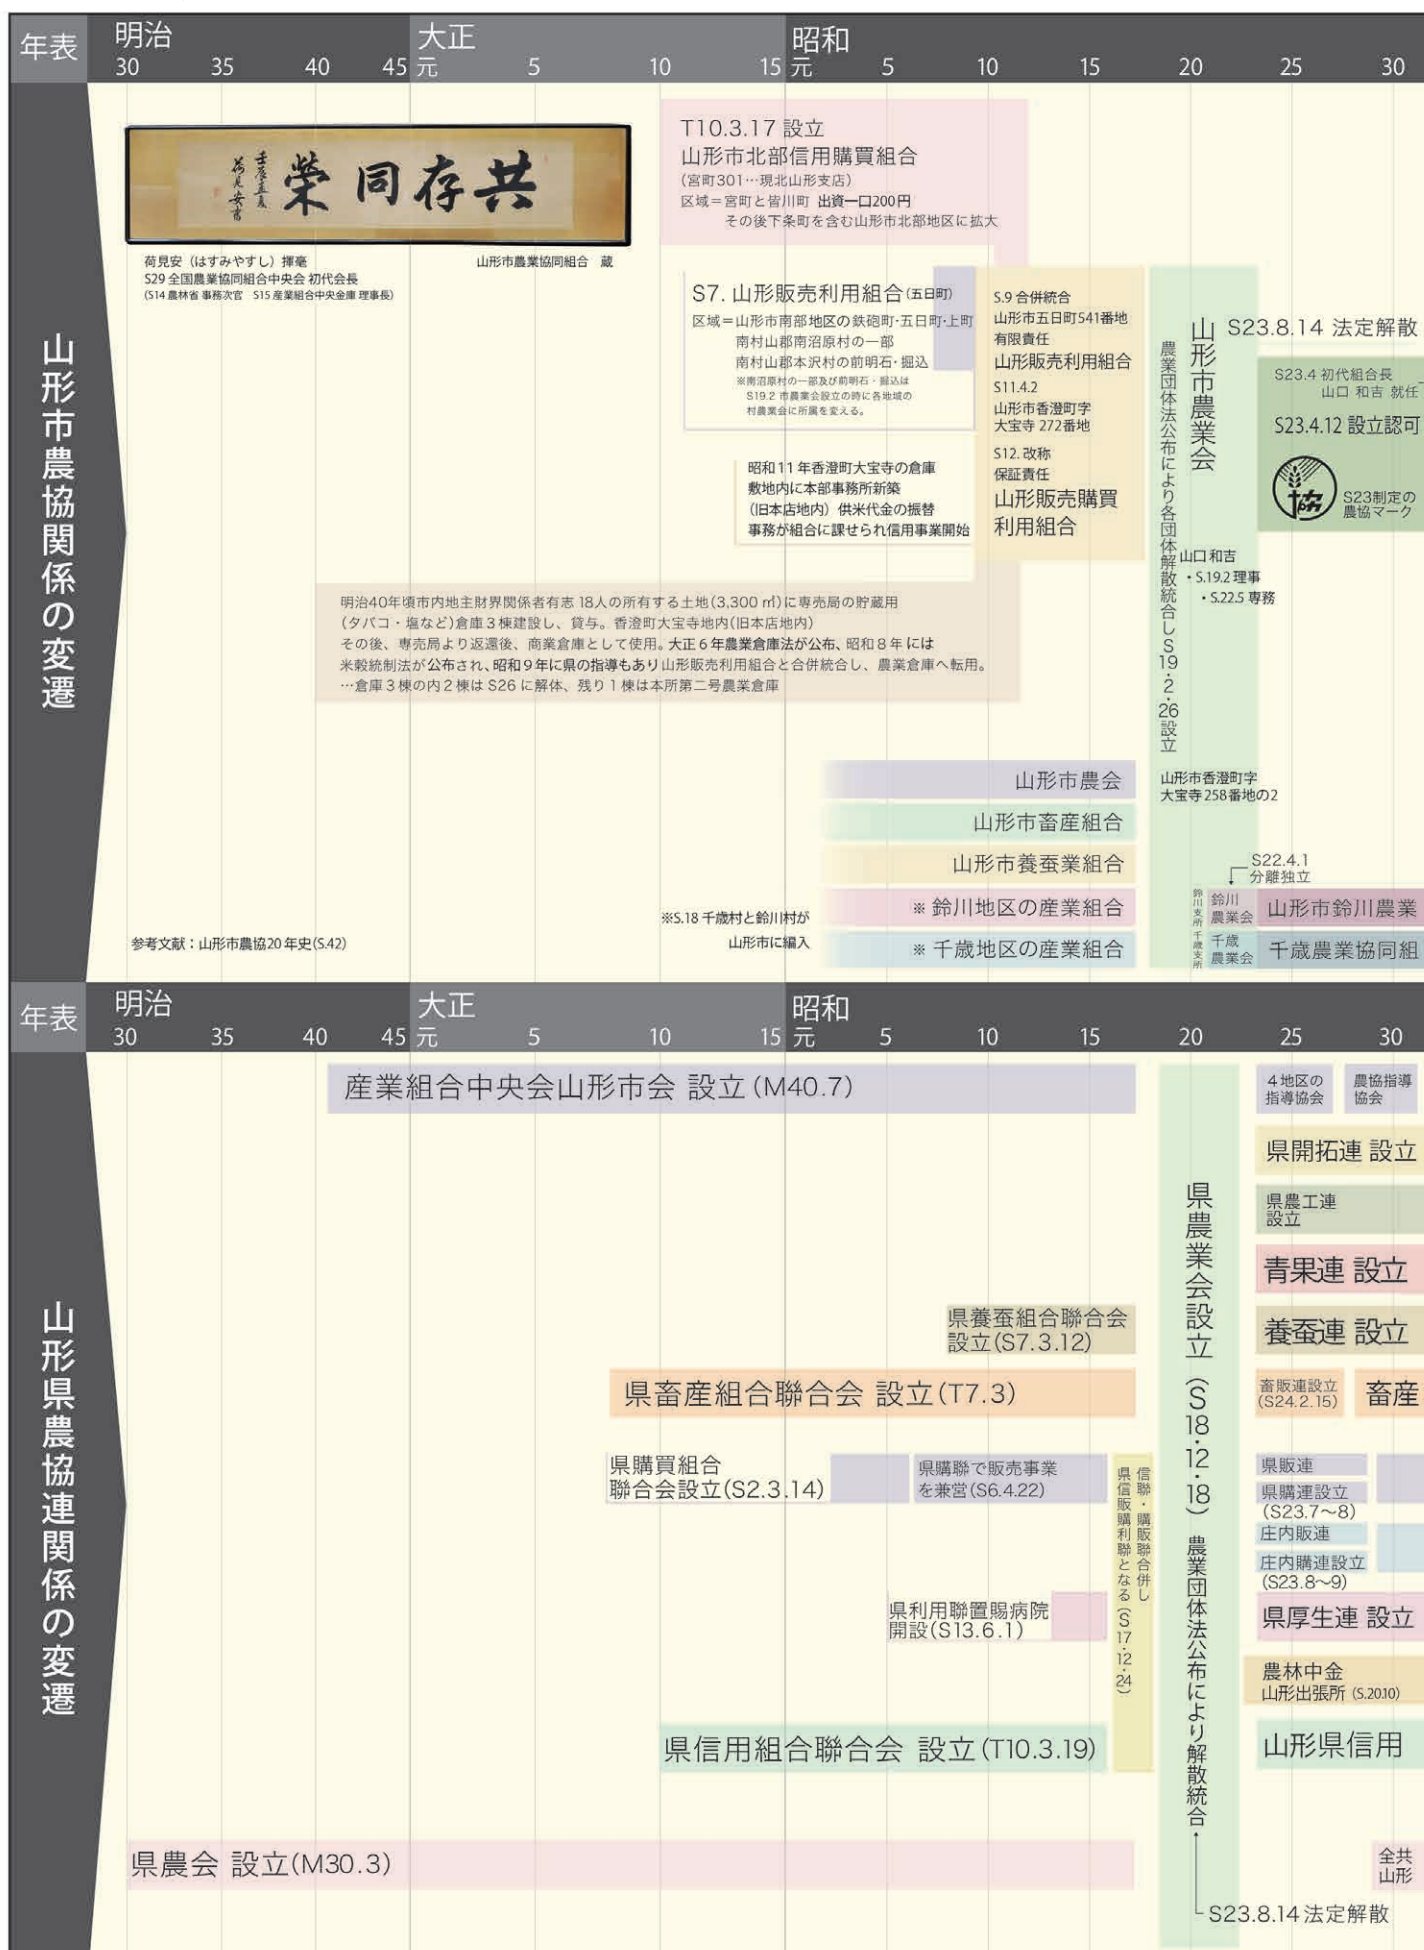 年表
明治
大正
昭和
30 35 40 45 元 5 10 15 元 5 10 15 20 25 30
山形市農協関係の変遷
共存同榮
荷見安（はすみやすし）揮毫
S29 全国農業協同組合中央会 初代会長
(S14 農林省 事務次官　S15 産業組合中央金庫 理事長)
山形市農業協同組合　蔵
T10.3.17 設立
山形市北部信用購買組合
(宮町301…現北山形支店)
区域＝宮町と皆川町 出資一口200円
その後下条町を含む山形市北部地区に拡大
S7. 山形販売利用組合(五日町)
区域＝山形市南部地区の鉄砲町･五日町･上町
南村山郡南沼原村の一部
南村山郡本沢村の前明石･掘込
※南沼原村の一部及び前明石・掘込は
S19.2 市農業会設立の時に各地域の
村農業会に所属を変える。
昭和11年香澄町大宝寺の倉庫
敷地内に本部事務所新築
(旧本店地内) 供米代金の振替
事務が組合に課せられ信用事業開始
S.9 合併統合
山形市五日町541番地
有限責任
山形販売利用組合
S11.4.2
山形市香澄町字
大宝寺 272番地
S12. 改称
保証責任
山形販売購買
利用組合
明治40年頃市内地主財界関係者有志 18人の所有する土地(3,300 ㎡)に専売局の貯蔵用
(タバコ・塩など)倉庫3棟建設し、貸与。香澄町大宝寺地内(旧本店地内)
その後、専売局より返還後、商業倉庫として使用。大正6年農業倉庫法が公布、昭和8年には
米穀統制法が公布され、昭和9年に県の指導もあり山形販売利用組合と合併統合し、農業倉庫へ転用。
…倉庫3棟の内2棟は S26 に解体、残り1棟は本所第二号農業倉庫
山形市農業会
農業団体法公布により各団体解散統合しS19・2・26設立
山口 和吉
・S.19.2 理事
・S.22.5 専務
山形市香澄町字
大宝寺 258番地の2
S23.8.14 法定解散
S23.4 初代組合長
山口 和吉 就任
S23.4.12 設立認可
協
S23制定の
農協マーク
山形市農会
山形市畜産組合
山形市養蚕業組合
※ 鈴川地区の産業組合
※ 千歳地区の産業組合
※S.18 千歳村と鈴川村が
山形市に編入
S22.4.1
分離独立
鈴川支所
鈴川
農業会
山形市鈴川農業
千歳支所
千歳
農業会
千歳農業協同組
参考文献：山形市農協20年史(S.42)
年表
明治
大正
昭和
30 35 40 45 元 5 10 15 元 5 10 15 20 25 30
山形県農協連関係の変遷
産業組合中央会山形市会 設立(M40.7)
県養蚕組合聯合会
設立(S7.3.12)
県畜産組合聯合会 設立(T7.3)
県購買組合
聯合会設立(S2.3.14)
県購聯で販売事業
を兼営(S6.4.22)
県利用聯置賜病院
開設(S13.6.1)
県信用組合聯合会 設立(T10.3.19)
県農会 設立(M30.3)
信聯・購販聯合併し
県信販購利聯となる(S17・12・24)
県農業会設立(S18・12・18) 農業団体法公布により解散統合
S23.8.14 法定解散
4地区の
指導協会
農協指導
協会
県開拓連 設立
県農工連
設立
青果連 設立
養蚕連 設立
畜販連設立
(S24.2.15)
畜産
県販連
県購連設立
(S23.7～8)
庄内販連
庄内購連設立
(S23.8～9)
県厚生連 設立
農林中金
山形出張所 (S.20.10)
山形県信用
全共
山形